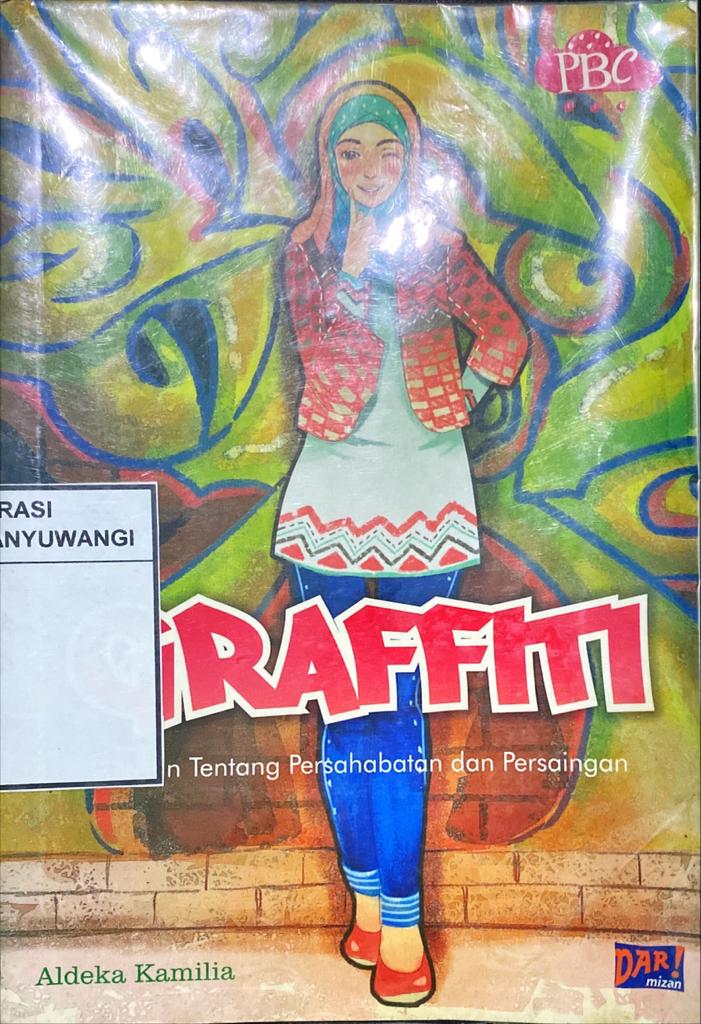 PBC
RASI
ANYUWANGI
GRAFFITI
n Tentang Persahabatan dan Persaingan
Aldeka Kamilia
DAR!
mizan